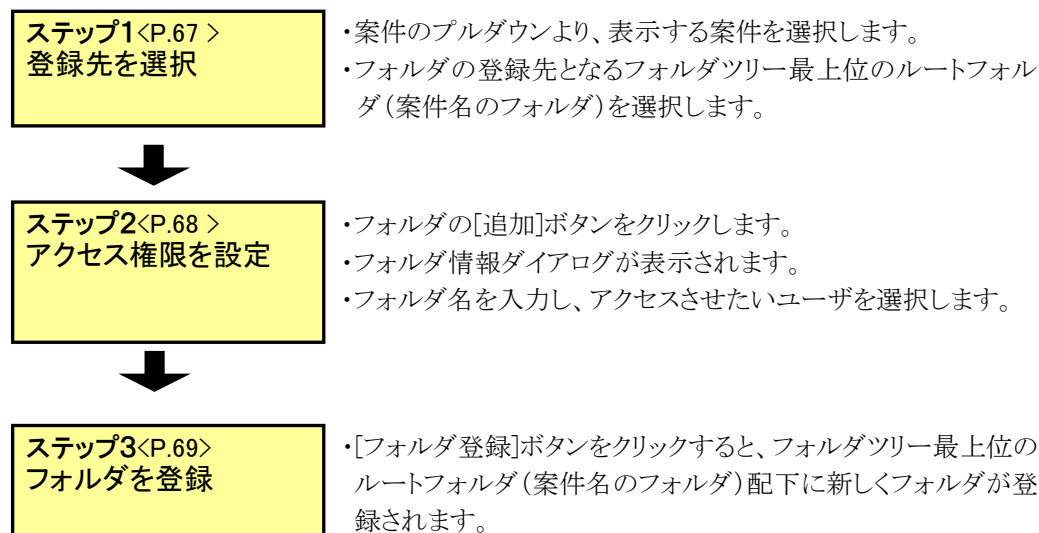 ステップ1<P.67 >
登録先を選択
・案件のプルダウンより、表示する案件を選択します。
・フォルダの登録先となるフォルダツリー最上位のルートフォル
ダ(案件名のフォルダ)を選択します。
ステップ2<P.68 >
アクセス権限を設定
・フォルダの[追加]ボタンをクリックします。
・フォルダ情報ダイアログが表示されます。
・フォルダ名を入力し、アクセスさせたいユーザを選択します。
ステップ3<P.69>
フォルダを登録
・[フォルダ登録]ボタンをクリックすると、フォルダツリー最上位の
ルートフォルダ(案件名のフォルダ)配下に新しくフォルダが登
録されます。